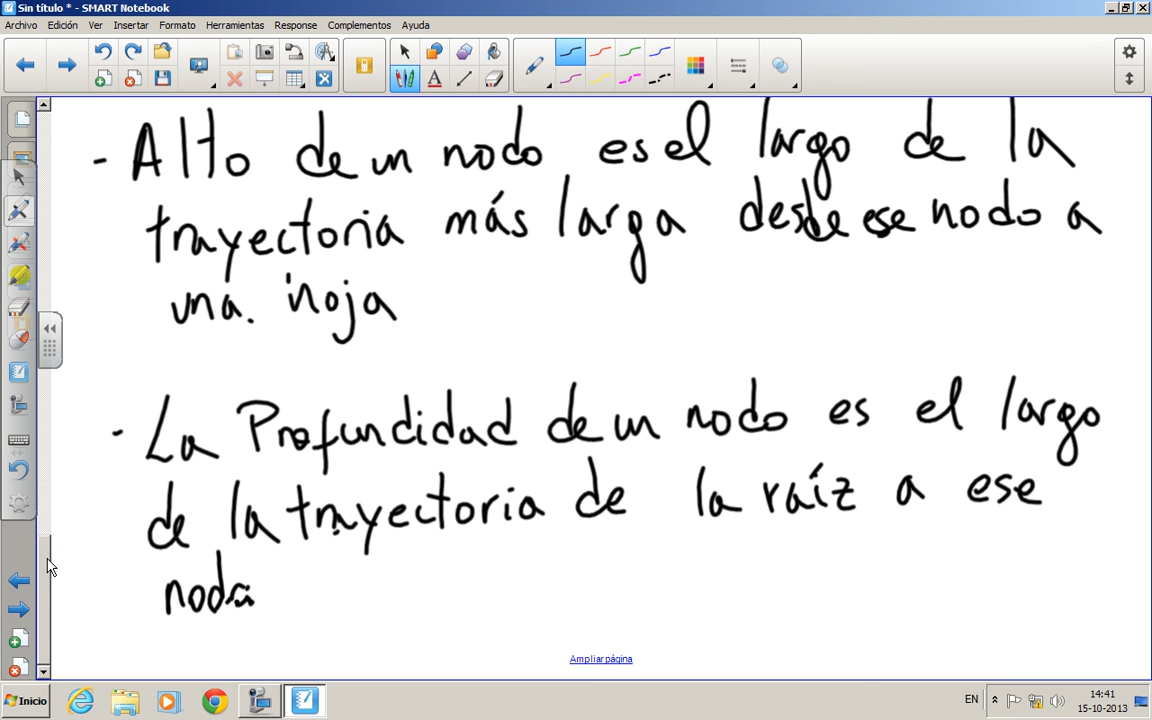 Sin título * - SMART Notebook
Archivo Edición Ver Insertar Formato Herramientas Response Complementos Ayuda
- Alto de un nodo es el largo de la
trayectoria más larga desde ese nodo a
una hoja
- La Profundidad de un nodo es el largo
de la trayectoria de la raíz a ese
nodo
Ampliar página
Inicio
EN
14:41
15-10-2013